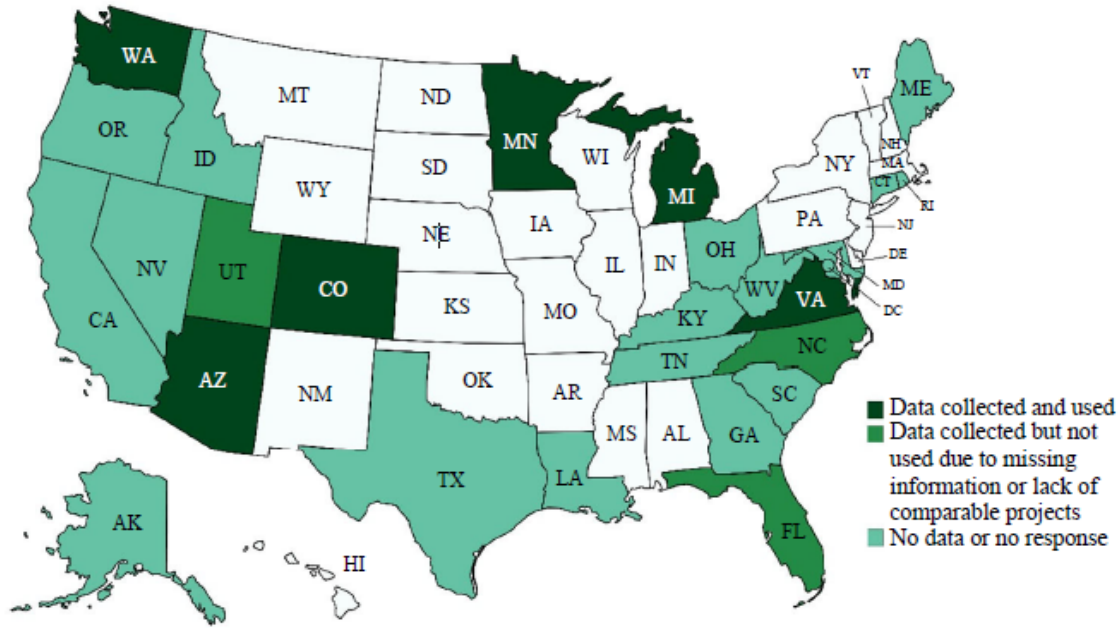 WA
MT
ND
MN
VT
ME
OR
ID
SD
WI
NH
NY
MA
WY
MI
CT
RI
IA
PA
NJ
NE
OH
DE
NV
UT
CO
IL
IN
WV
VA
MD
DC
CA
KS
MO
KY
NC
AZ
NM
OK
AR
TN
SC
MS
AL
GA
TX
LA
FL
AK
HI
Data collected and used
Data collected but not
used due to missing
information or lack of
comparable projects
No data or no response